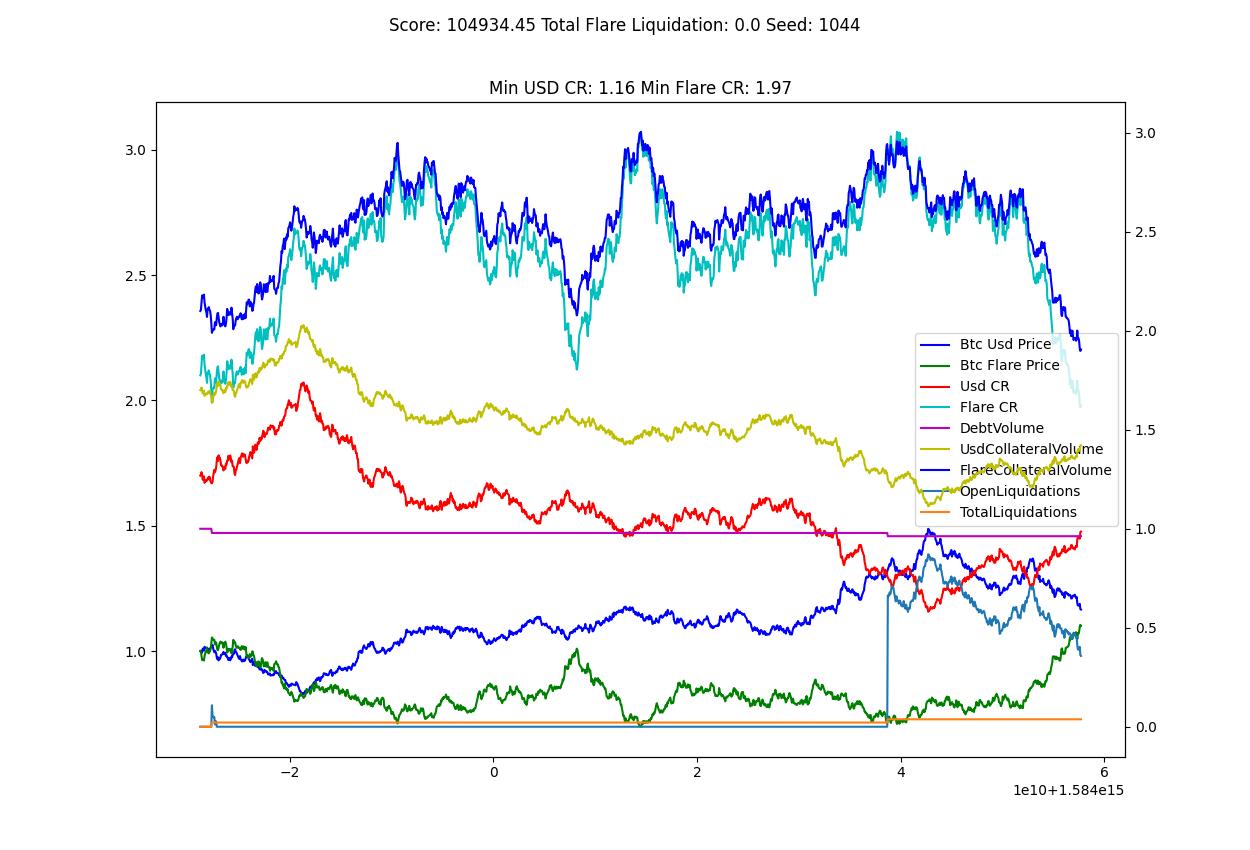 Score: 104934.45 Total Flare Liquidation: 0.0 Seed: 1044
Min USD CR: 1.16 Min Flare CR: 1.97
3.0
2.5
2.0
1.5
1.0
3.0
2.5
2.0
1.5
1.0
0.5
0.0
Btc Usd Price
Btc Flare Price
Usd CR
Flare CR
DebtVolume
UsdCollateralVolume
FlareCollateralVolume
OpenLiquidations
TotalLiquidations
−2 0 2 4 6
1e10+1.584e15